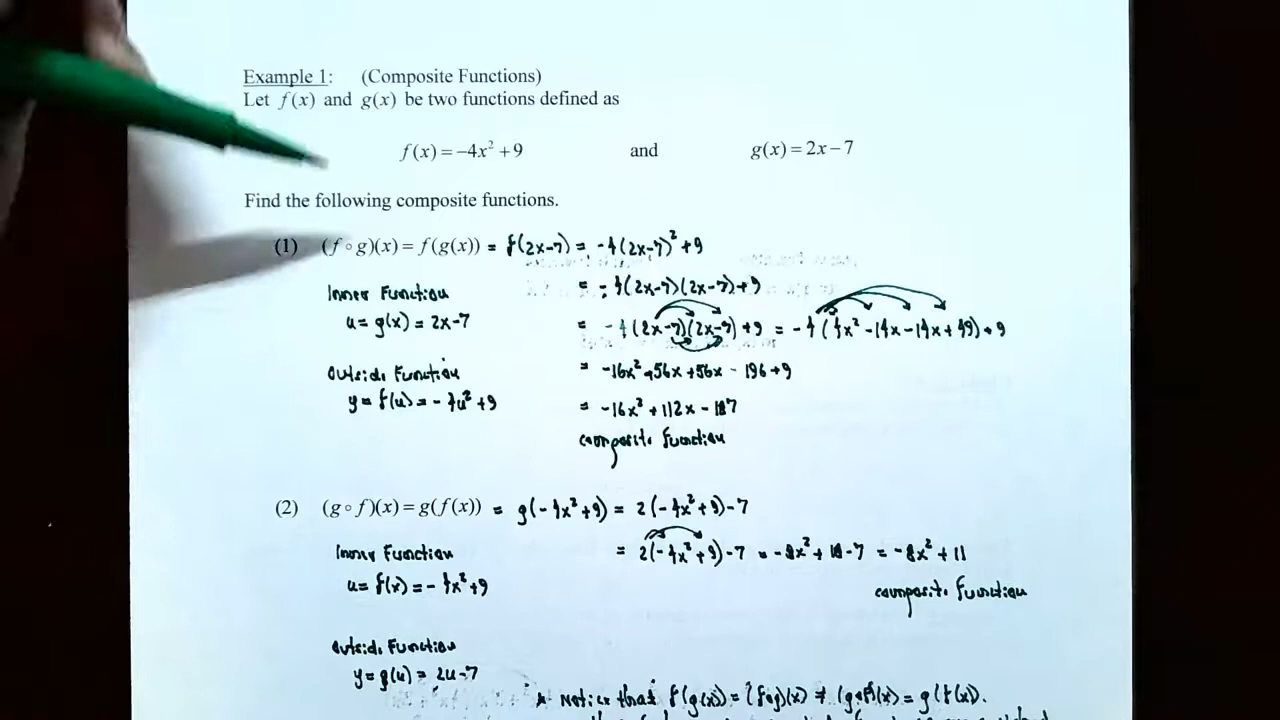 Example 1: (Composite Functions)
Let f(x) and g(x) be two functions defined as
f(x) = −4x² + 9 and g(x) = 2x − 7
Find the following composite functions.
(1) (f ∘ g)(x) = f(g(x)) = f(2x-7) = -4(2x-7)² + 9
= -4(2x-7)(2x-7)+9
Inner Function
u = g(x) = 2x-7
= -4(2x-7)(2x-7)+9 = -4(4x²-14x-14x+49)+9
Outside Function
= -16x²+56x+56x-196+9
y = f(u) = -4u²+9
= -16x²+112x-187
composite function
(2) (g ∘ f)(x) = g(f(x)) = g(-4x²+9) = 2(-4x²+9)-7
Inner Function
= 2(-4x²+9)-7 = -8x²+18-7 = -8x²+11
u = f(x) = -4x²+9
composite function
Outside Function
y = g(u) = 2u-7
* Notice that f(g(x)) = (f∘g)(x) ≠ (g∘f)(x) = g(f(x)).